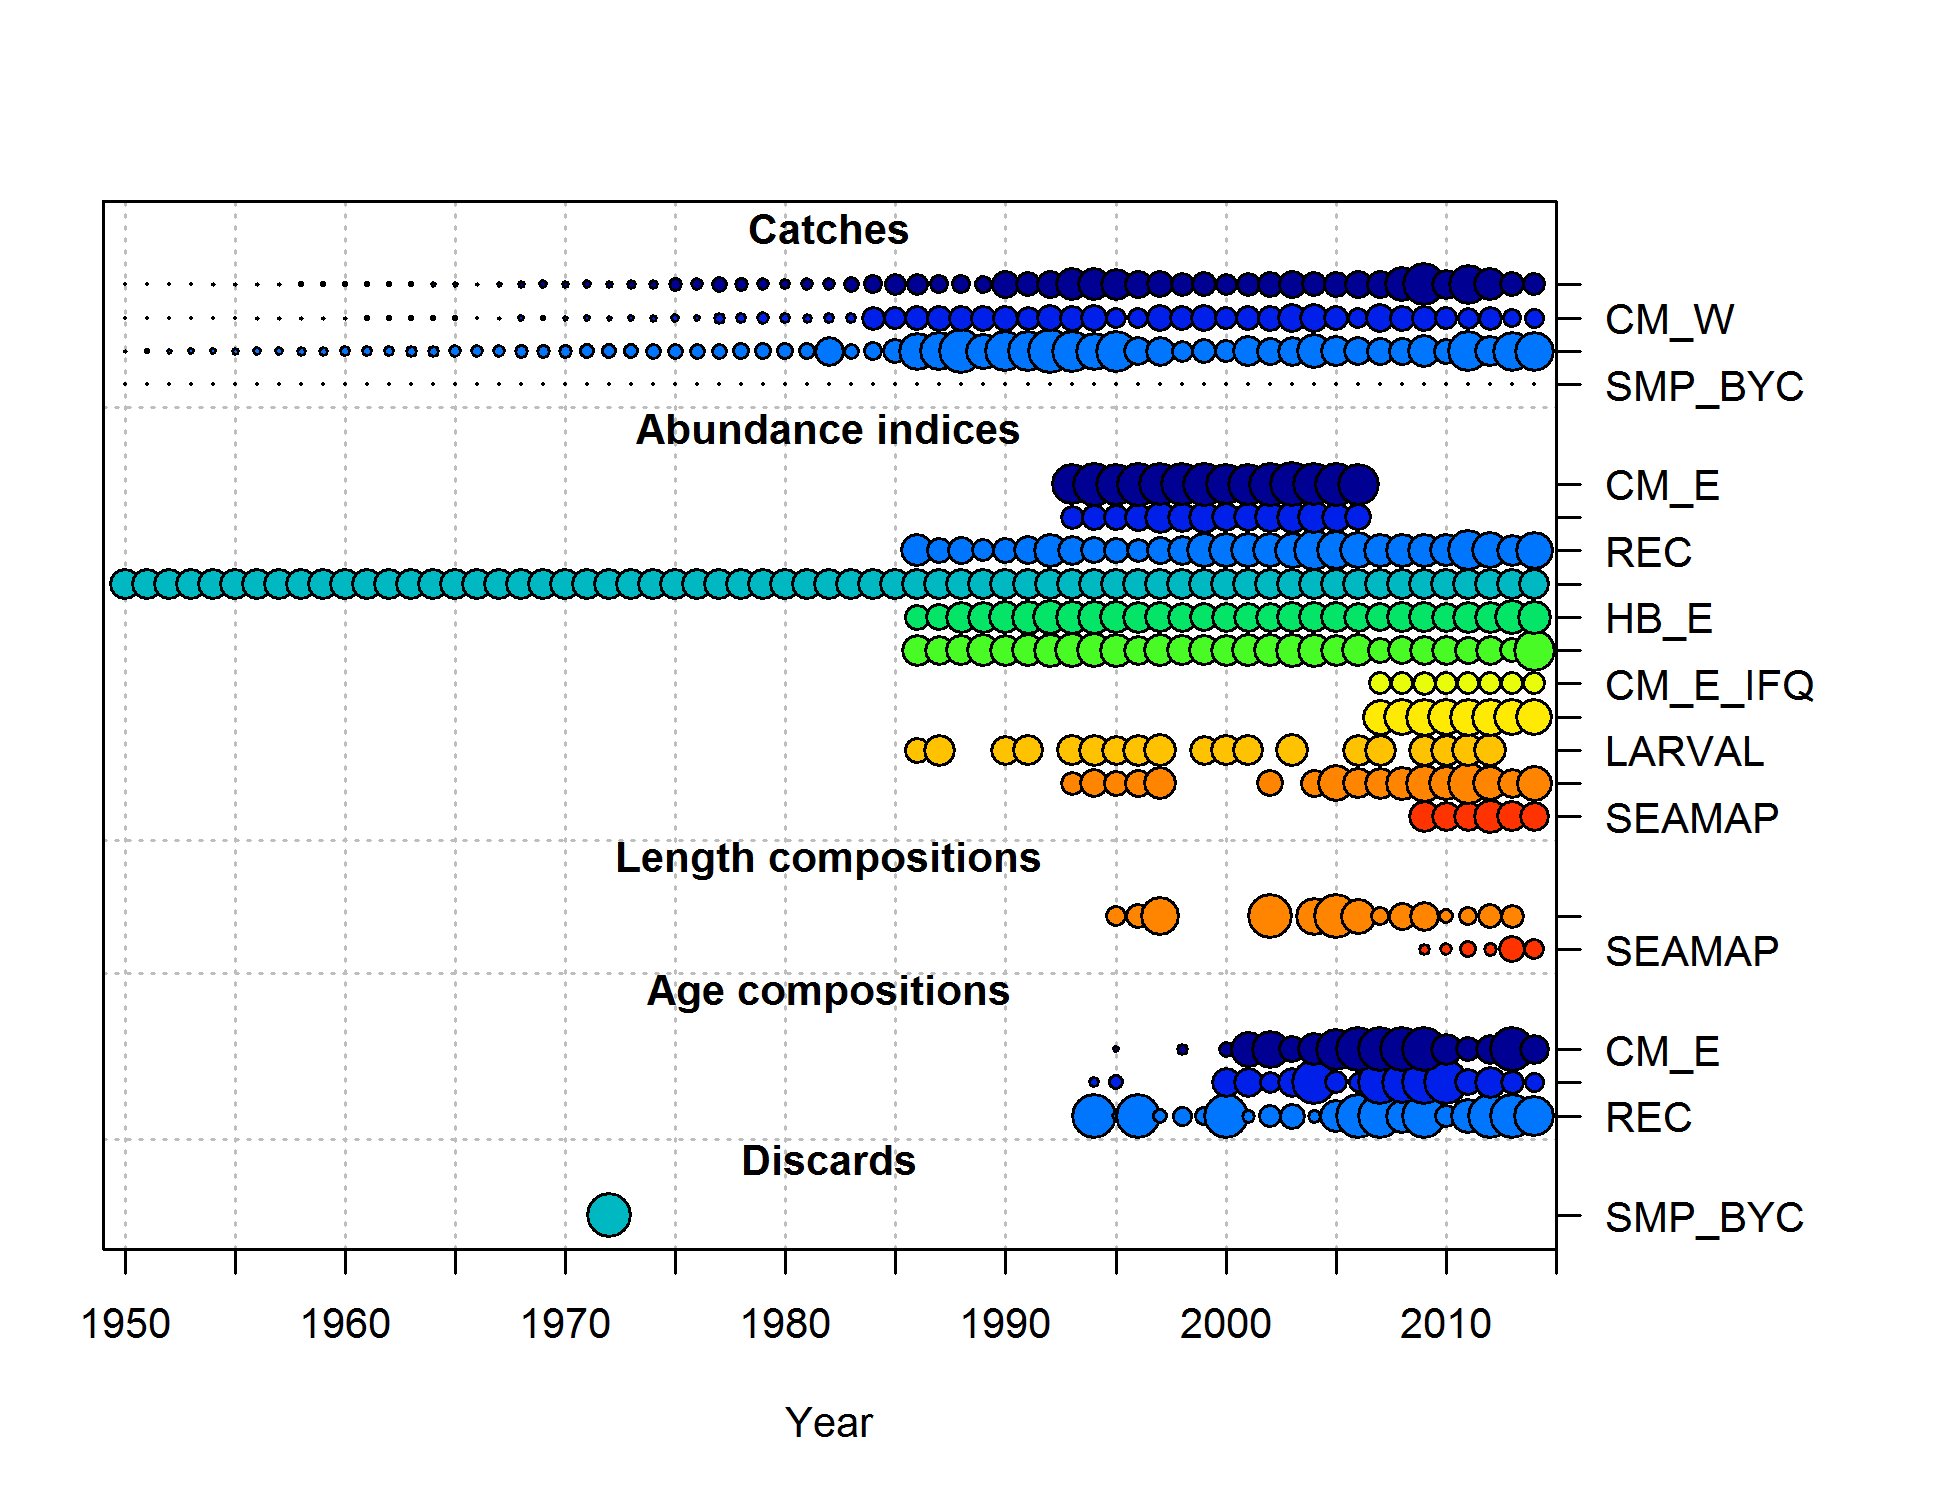 Catches
CM_W
SMP_BYC
Abundance indices
CM_E
REC
HB_E
CM_E_IFQ
LARVAL
SEAMAP
Length compositions
SEAMAP
Age compositions
CM_E
REC
Discards
SMP_BYC
1950 1960 1970 1980 1990 2000 2010
Year